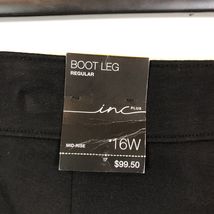 BOOT LEG
REGULAR
inc PLUS
MID-RISE
16W
$99.50